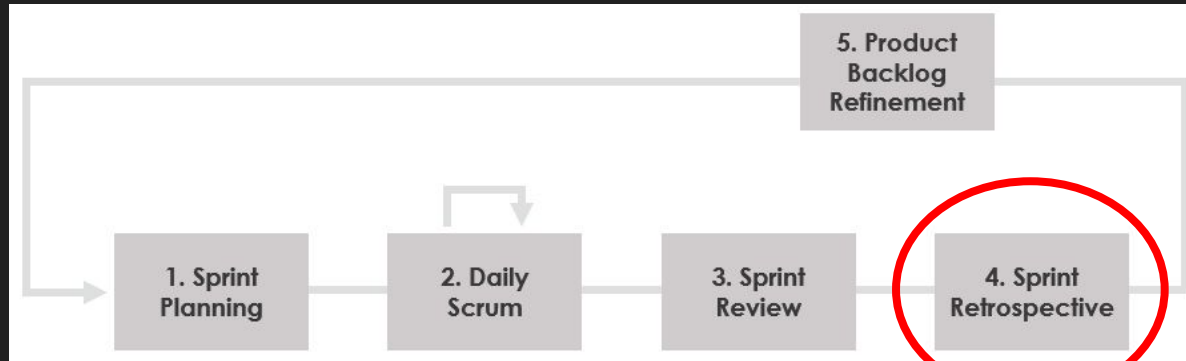 5. Product
Backlog
Refinement
1. Sprint
Planning
2. Daily
Scrum
3. Sprint
Review
4. Sprint
Retrospective